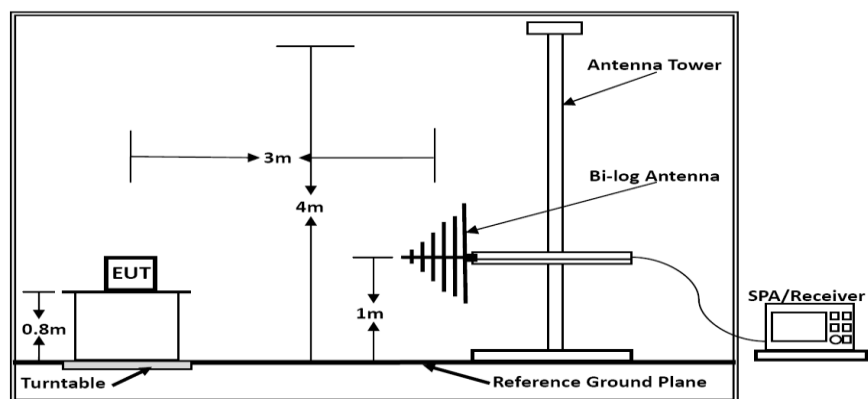 Antenna Tower
3m
Bi-log Antenna
4m
EUT
SPA/Receiver
0.8m
1m
Turntable
Reference Ground Plane